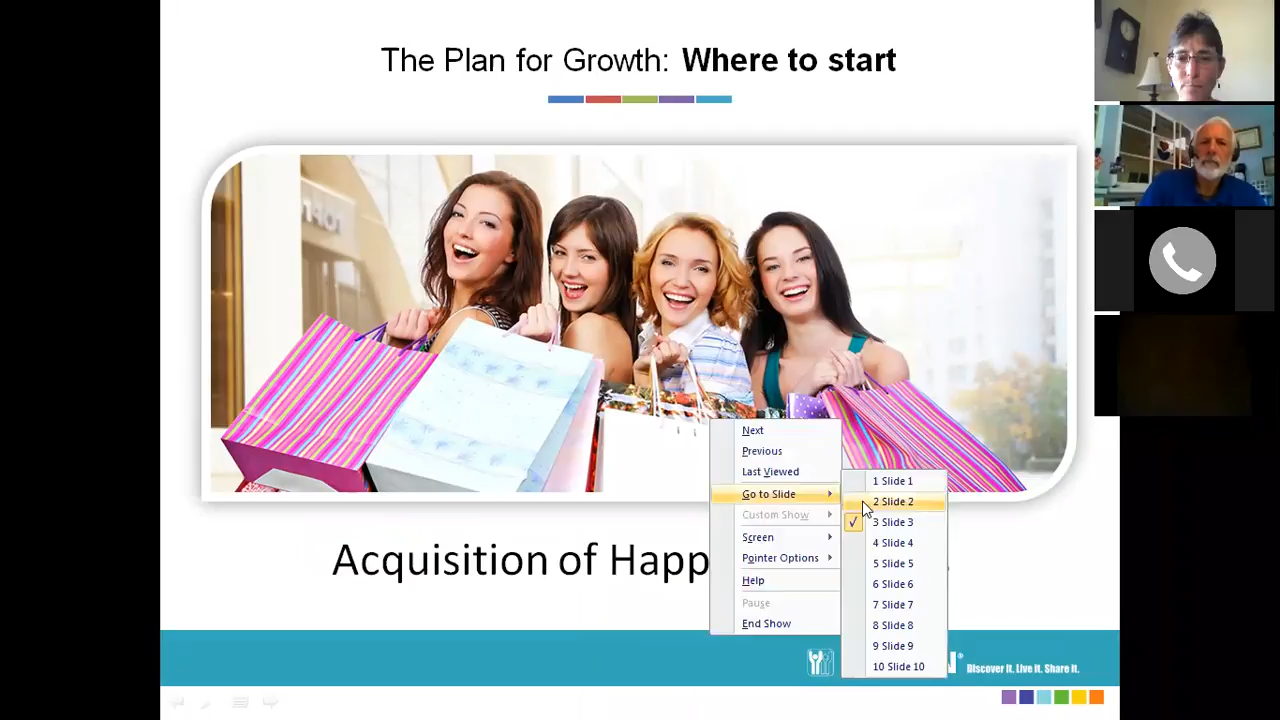 The Plan for Growth: Where to start
Acquisition of Happ
Next
Previous
Last Viewed
Go to Slide
Custom Show
Screen
Pointer Options
Help
Pause
End Show
1 Slide 1
2 Slide 2
3 Slide 3
4 Slide 4
5 Slide 5
6 Slide 6
7 Slide 7
8 Slide 8
9 Slide 9
10 Slide 10
Discover It. Live It. Share It.